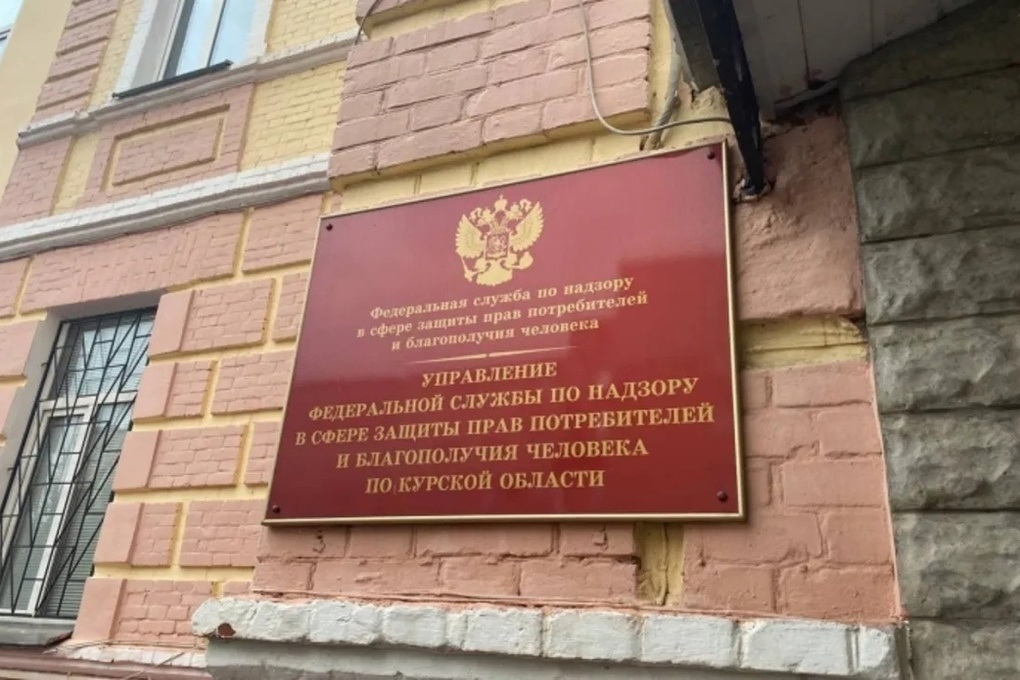 Федеральная служба по надзору
в сфере защиты прав потребителей
и благополучия человека
УПРАВЛЕНИЕ
ФЕДЕРАЛЬНОЙ СЛУЖБЫ ПО НАДЗОРУ
В СФЕРЕ ЗАЩИТЫ ПРАВ ПОТРЕБИТЕЛЕЙ
И БЛАГОПОЛУЧИЯ ЧЕЛОВЕКА
ПО КУРСКОЙ ОБЛАСТИ